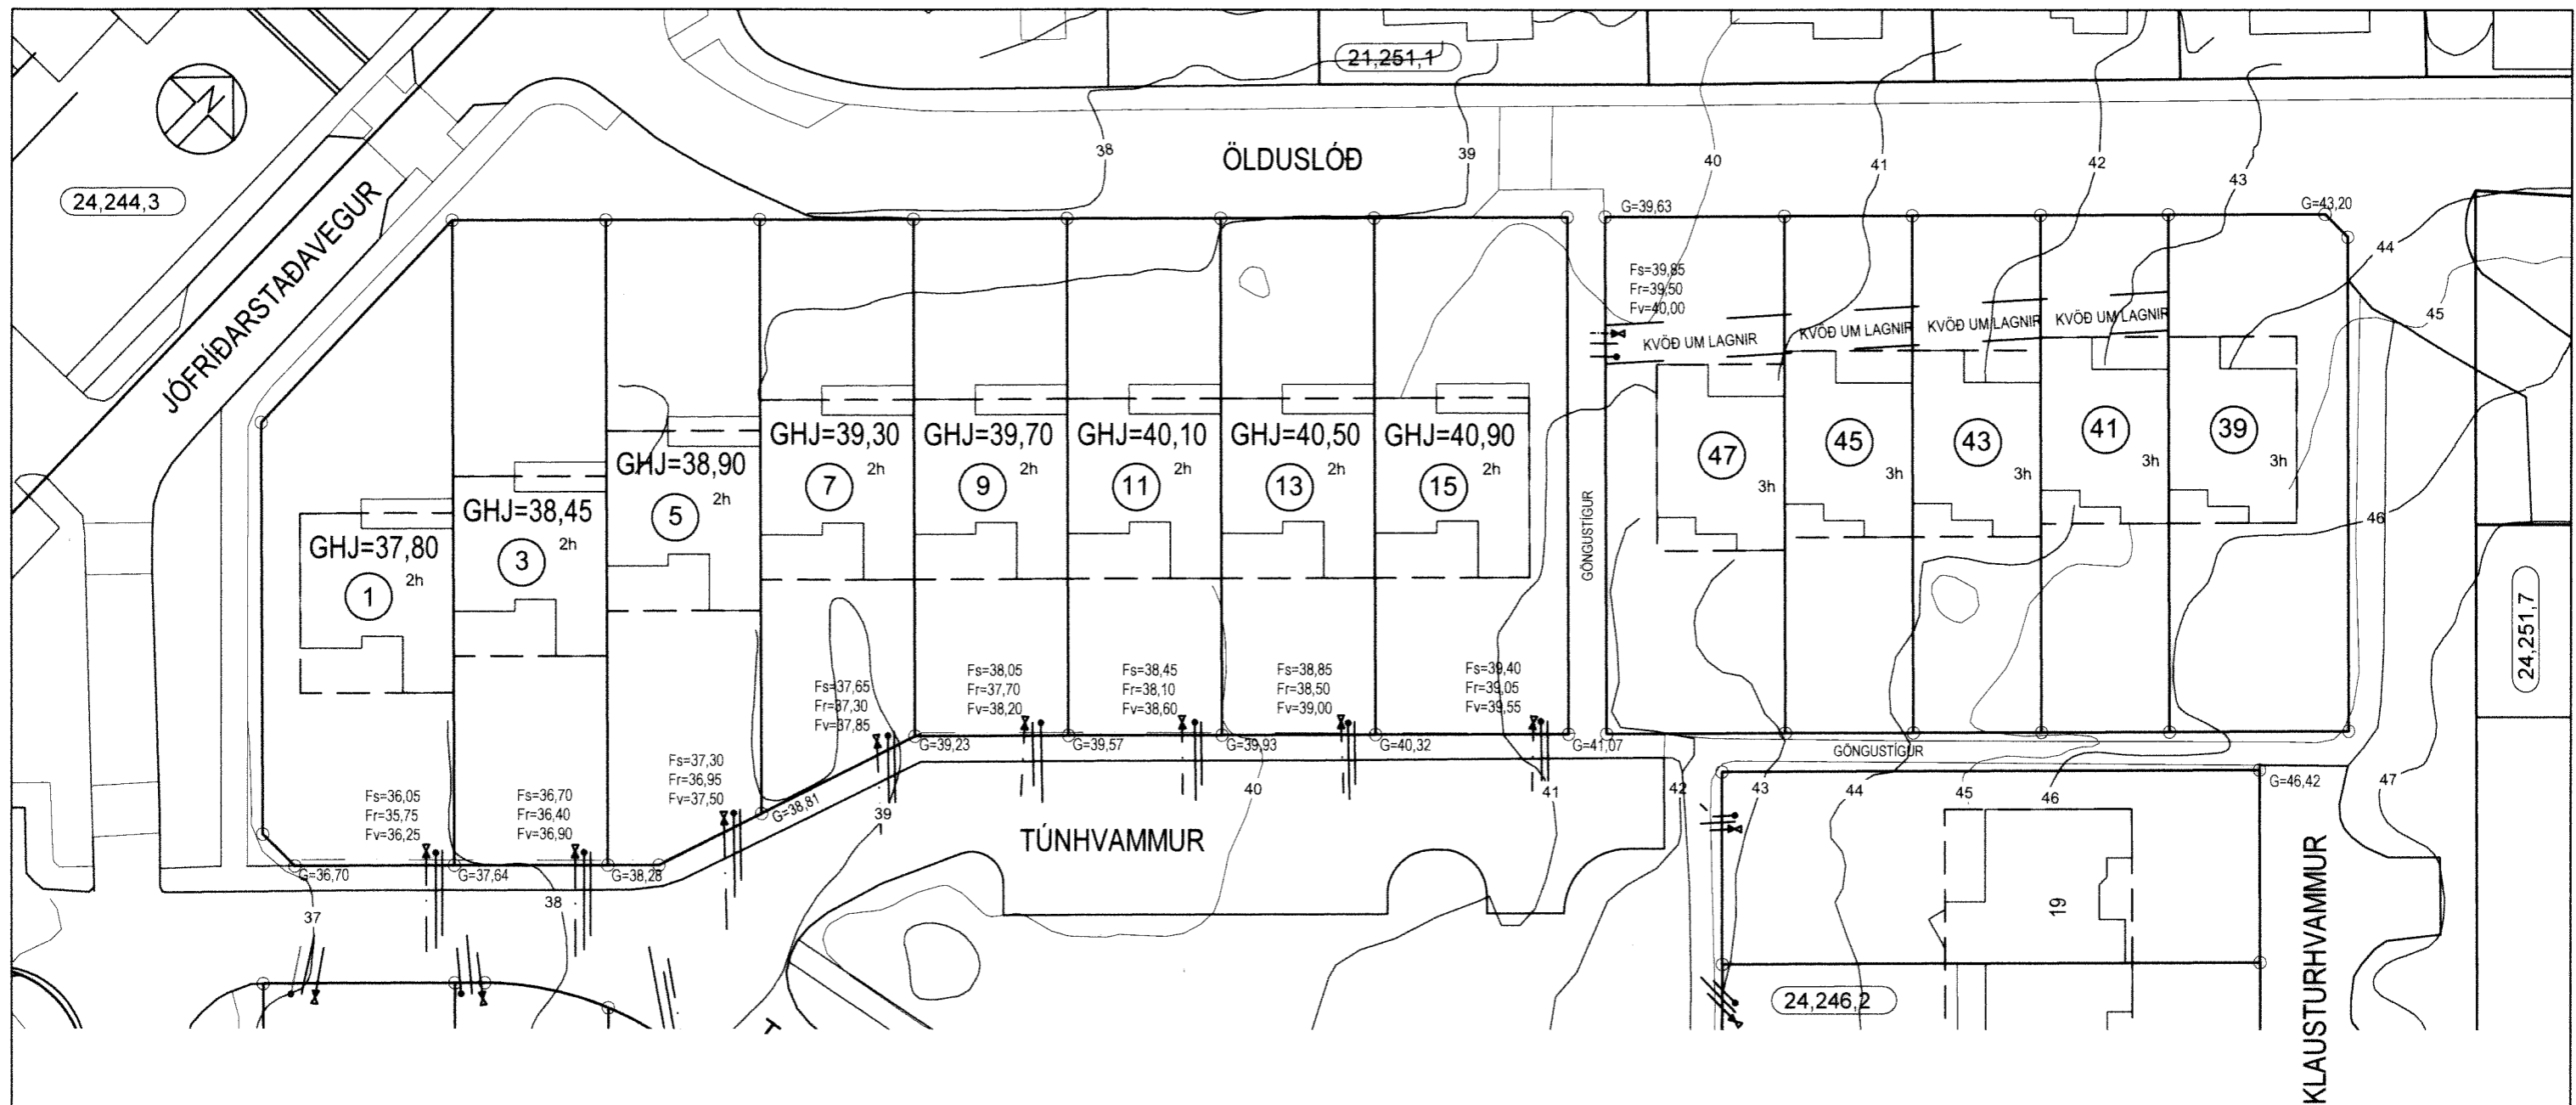 21,251,1
24,244,3
JÓFRÍÐARSTAÐAVEGUR
ÖLDUSLÓÐ
38
39
40
41
42
43
44
45
46
47
G=39,63
G=43,20
Fs=39,85
Fr=39,50
Fv=40,00
KVÖÐ UM LAGNIR
KVÖÐ UM LAGNIR
KVÖÐ UM LAGNIR
KVÖÐ UM LAGNIR
GHJ=37,80
1
2h
GHJ=38,45
3
2h
GHJ=38,90
5
2h
GHJ=39,30
7
2h
GHJ=39,70
9
2h
GHJ=40,10
11
2h
GHJ=40,50
13
2h
GHJ=40,90
15
2h
GÖNGUSTÍGUR
47
3h
45
3h
43
3h
41
3h
39
3h
24,251,7
Fs=36,05
Fr=35,75
Fv=36,25
Fs=36,70
Fr=36,40
Fv=36,90
Fs=37,30
Fr=36,95
Fv=37,50
Fs=37,65
Fr=37,30
Fv=37,85
Fs=38,05
Fr=37,70
Fv=38,20
Fs=38,45
Fr=38,10
Fv=38,60
Fs=38,85
Fr=38,50
Fv=39,00
Fs=39,40
Fr=39,05
Fv=39,55
G=36,70
G=37,64
G=38,28
G=38,81
G=39,23
G=39,57
G=39,93
G=40,32
G=41,07
GÖNGUSTÍGUR
G=46,42
37
38
39
40
41
42
43
44
45
46
TÚNHVAMMUR
19
24,246,2
KLAUSTURHVAMMUR